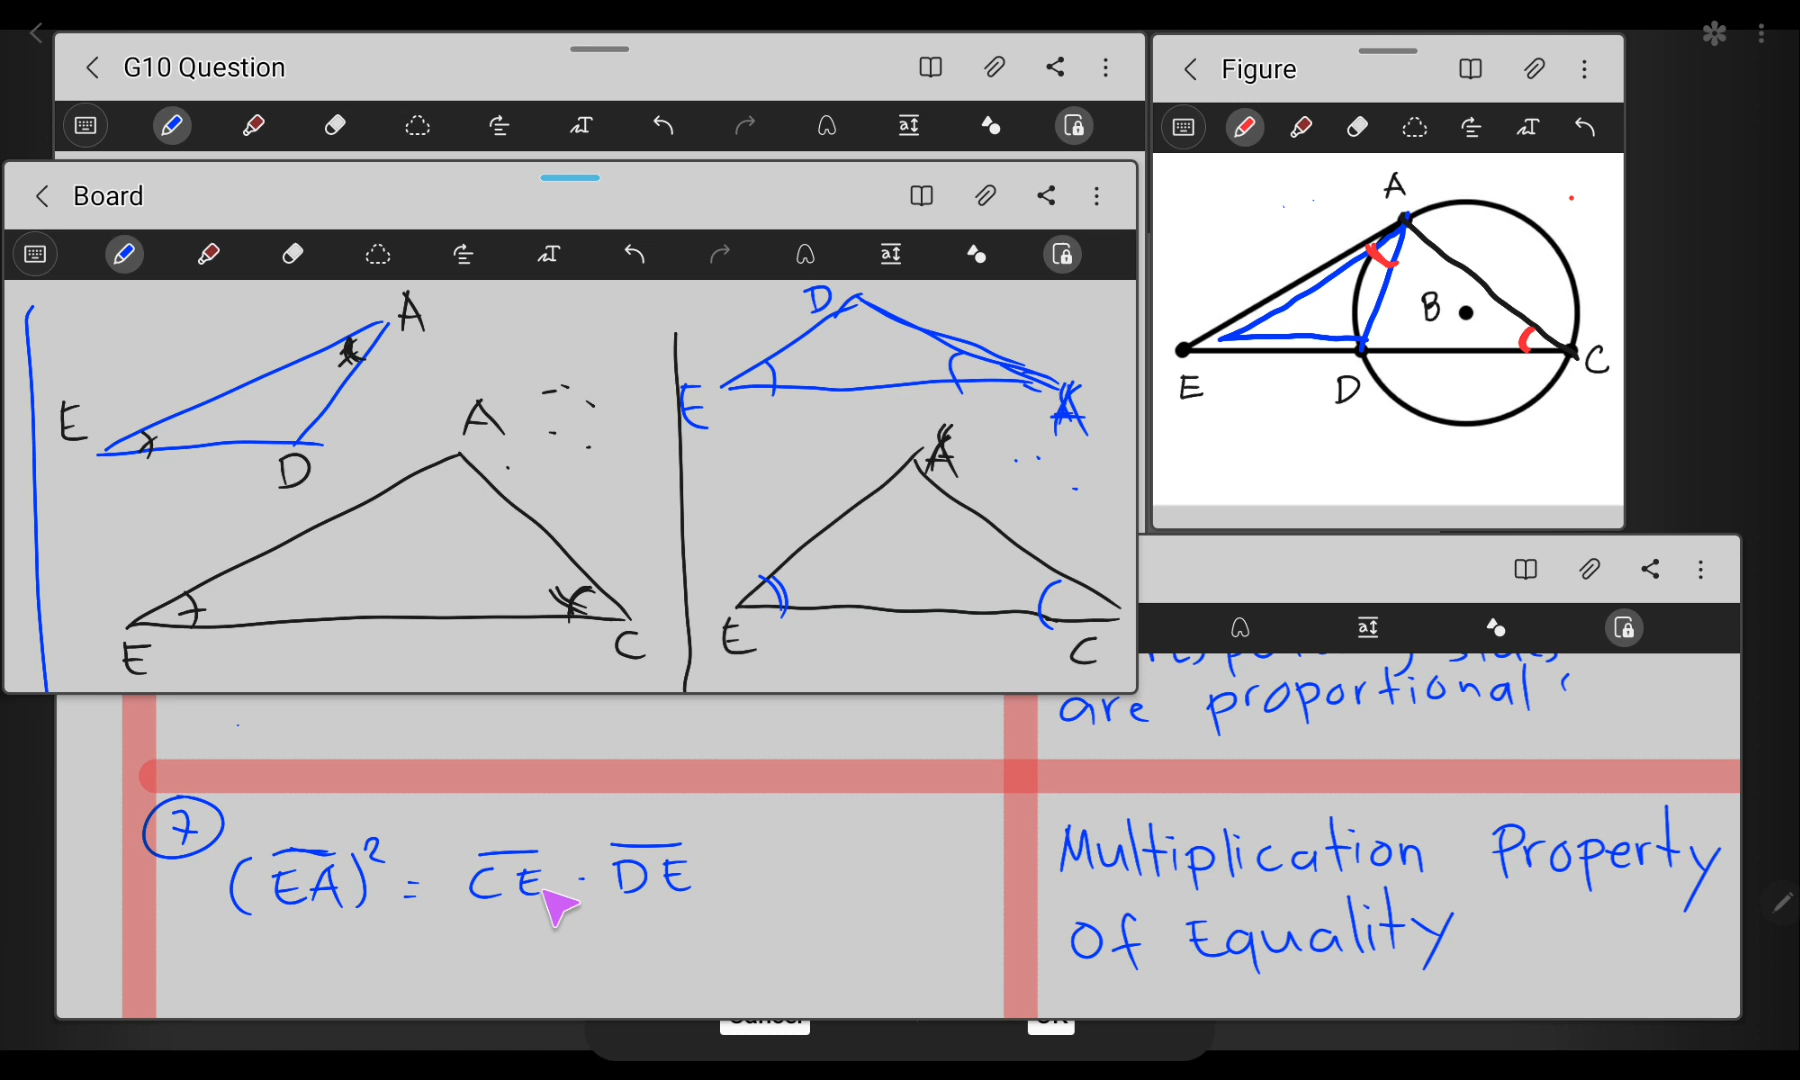 G10 Question
Figure
Board
A
E
D
A
E
C
D
E
A
A
E
C
A
B
E
D
C
are proportional
7
(EA)² = CE · DE
Multiplication Property
of Equality